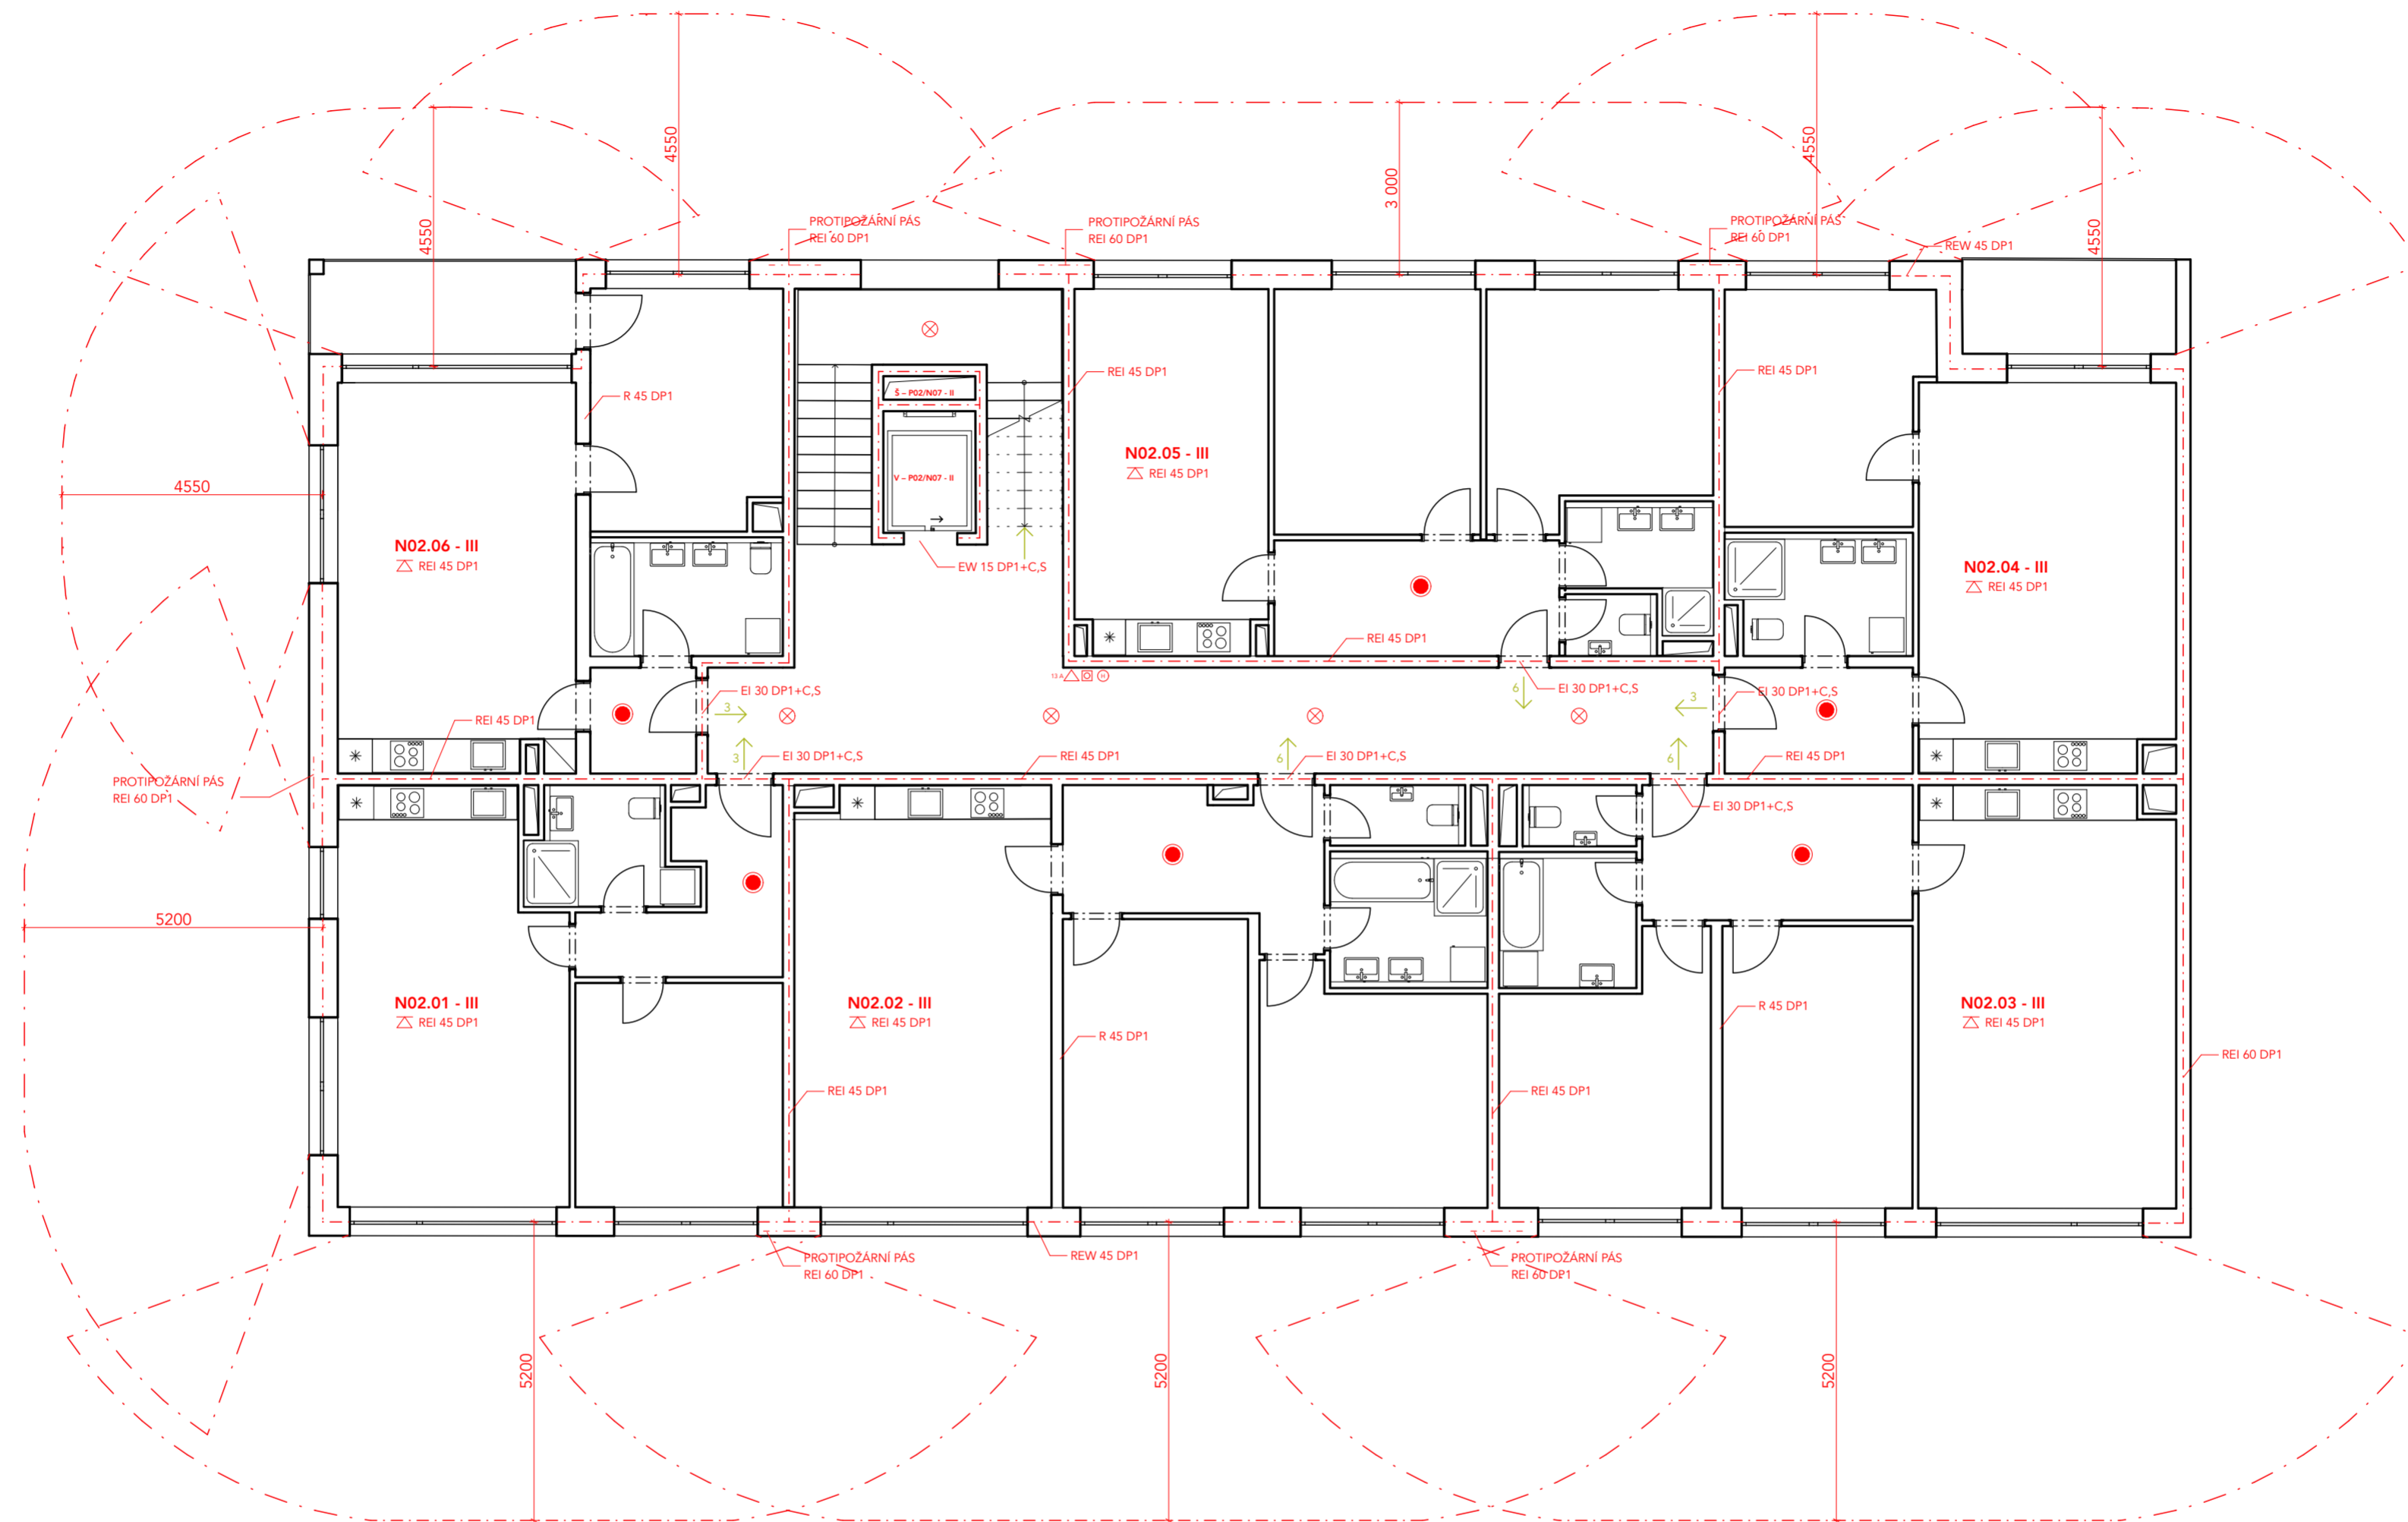 4550
4550
3 000
4550
4550
PROTIPOŽÁRNÍ PÁS
REI 60 DP1
PROTIPOŽÁRNÍ PÁS
REI 60 DP1
PROTIPOŽÁRNÍ PÁS
REI 60 DP1
REW 45 DP1
R 45 DP1
Š – P02/N07 - II
REI 45 DP1
REI 45 DP1
V – P02/N07 - II
N02.05 - III
REI 45 DP1
4550
N02.06 - III
REI 45 DP1
EW 15 DP1+C,S
N02.04 - III
REI 45 DP1
REI 45 DP1
13 A
H
EI 30 DP1+C,S
3
6
EI 30 DP1+C,S
3
EI 30 DP1+C,S
REI 45 DP1
3
EI 30 DP1+C,S
REI 45 DP1
6
EI 30 DP1+C,S
6
REI 45 DP1
PROTIPOŽÁRNÍ PÁS
REI 60 DP1
EI 30 DP1+C,S
5200
N02.01 - III
REI 45 DP1
N02.02 - III
REI 45 DP1
R 45 DP1
R 45 DP1
N02.03 - III
REI 45 DP1
REI 60 DP1
REI 45 DP1
REI 45 DP1
PROTIPOŽÁRNÍ PÁS
REI 60 DP1
REW 45 DP1
PROTIPOŽÁRNÍ PÁS
REI 60 DP1
5200
5200
5200